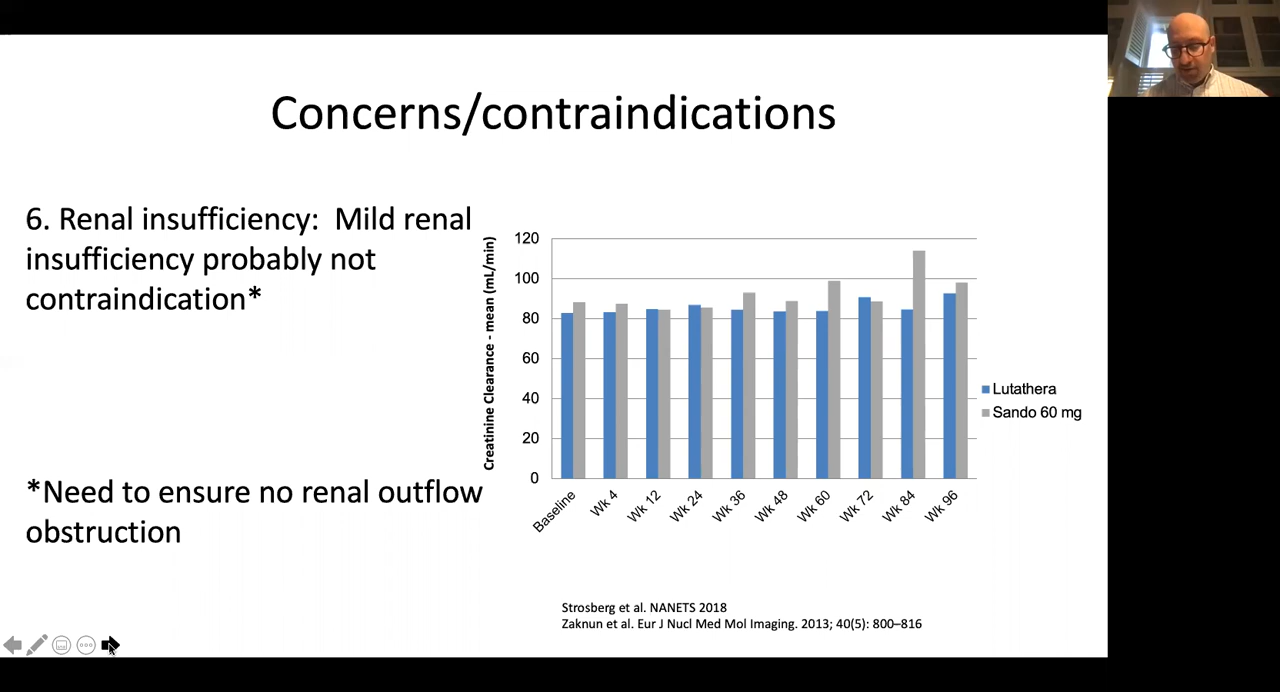 Concerns/contraindications
6. Renal insufficiency: Mild renal
insufficiency probably not
contraindication*
*Need to ensure no renal outflow
obstruction
Creatinine Clearance - mean (mL/min)
120
100
80
60
40
20
0
Baseline
Wk 4
Wk 12
Wk 24
Wk 36
Wk 48
Wk 60
Wk 72
Wk 84
Wk 96
Lutathera
Sando 60 mg
Strosberg et al. NANETS 2018
Zaknun et al. Eur J Nucl Med Mol Imaging. 2013; 40(5): 800–816